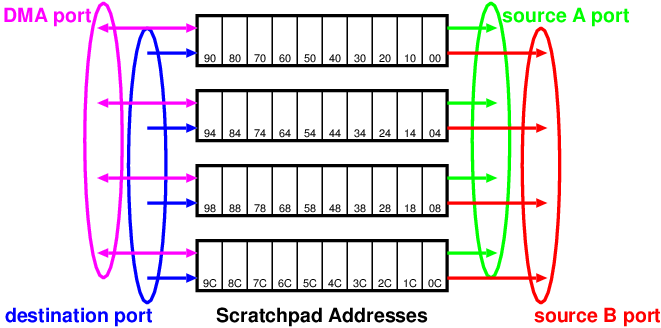 DMA port source A port
90 80 70 60 50 40 30 20 10 00
94 84 74 64 54 44 34 24 14 04
98 88 78 68 58 48 38 28 18 08
9C 8C 7C 6C 5C 4C 3C 2C 1C 0C
destination port Scratchpad Addresses source B port